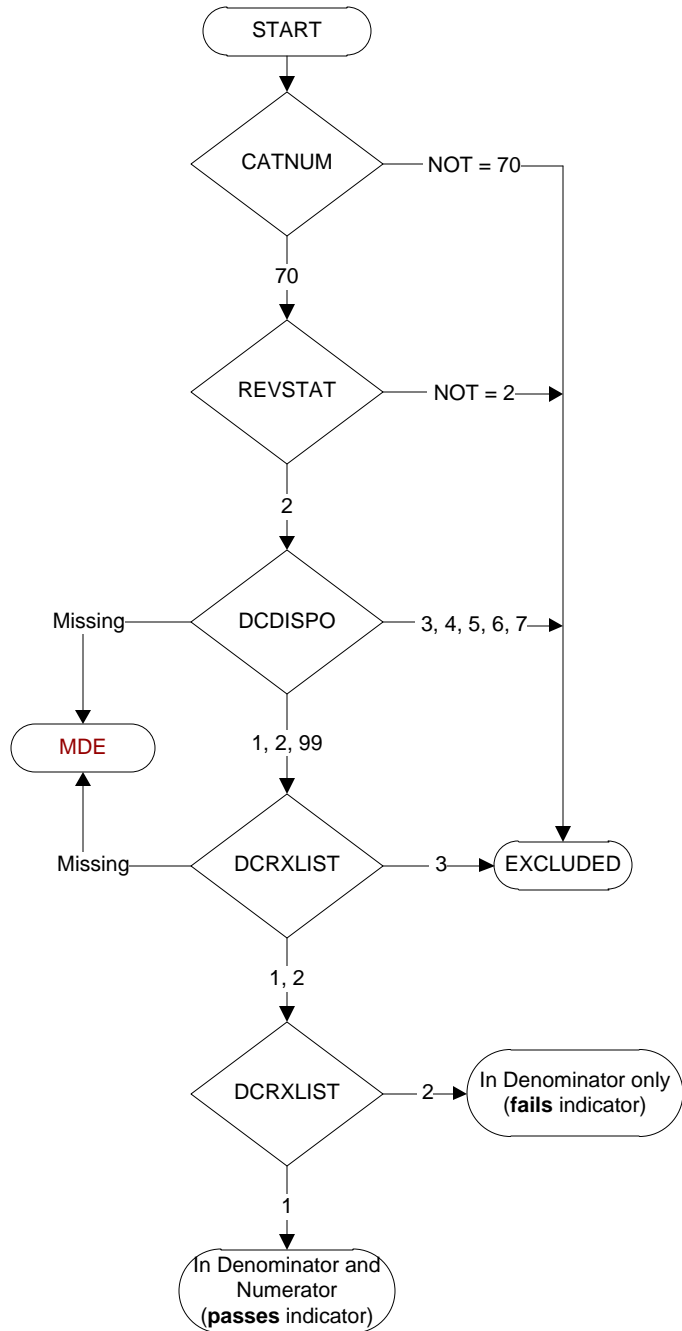 START
CATNUM
NOT = 70
70
REVSTAT
NOT = 2
2
Missing
DCDISPO
3, 4, 5, 6, 7
MDE
1, 2, 99
Missing
DCRXLIST
3
EXCLUDED
1, 2
DCRXLIST
2
In Denominator only
(fails indicator)
1
In Denominator and
Numerator
(passes indicator)